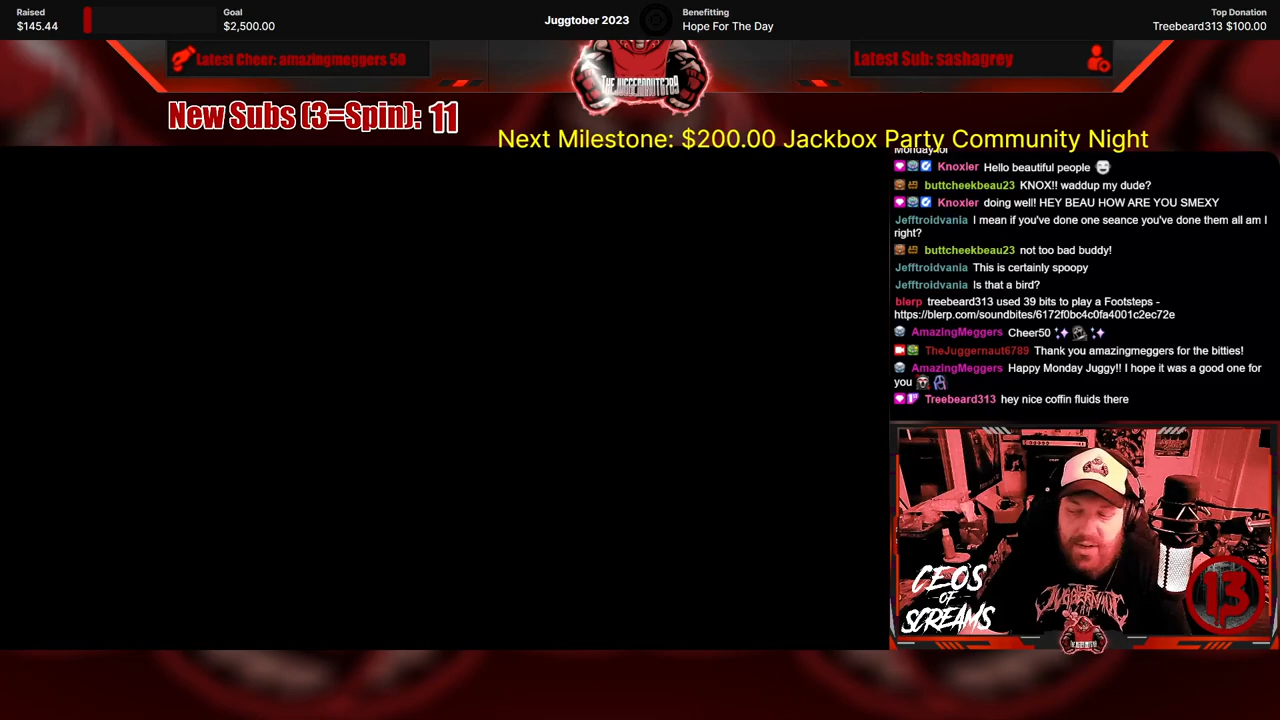 Raised
$145.44
Goal
$2,500.00
Juggtober 2023
Benefitting
Hope For The Day
Top Donation
Treebeard313 $100.00
Latest Cheer: amazingmeggers 50
THEJUGGERNAUT6789
Latest Sub: sashagrey
New Subs (3=Spin): 11
Next Milestone: $200.00 Jackbox Party Community Night
Monday lol
Knoxler Hello beautiful people
buttcheekbeau23 KNOX!! waddup my dude?
Knoxler doing well! HEY BEAU HOW ARE YOU SMEXY
Jefftroidvania I mean if you've done one seance you've done them all am I
right?
buttcheekbeau23 not too bad buddy!
Jefftroidvania This is certainly spoopy
Jefftroidvania Is that a bird?
blerp treebeard313 used 39 bits to play a Footsteps -
https://blerp.com/soundbites/6172f0bc4c0fa4001c2ec72e
AmazingMeggers Cheer50
TheJuggernaut6789 Thank you amazingmeggers for the bitties!
AmazingMeggers Happy Monday Juggy!! I hope it was a good one for
you
Treebeard313 hey nice coffin fluids there
CEOS
OF
SCREAMS
13